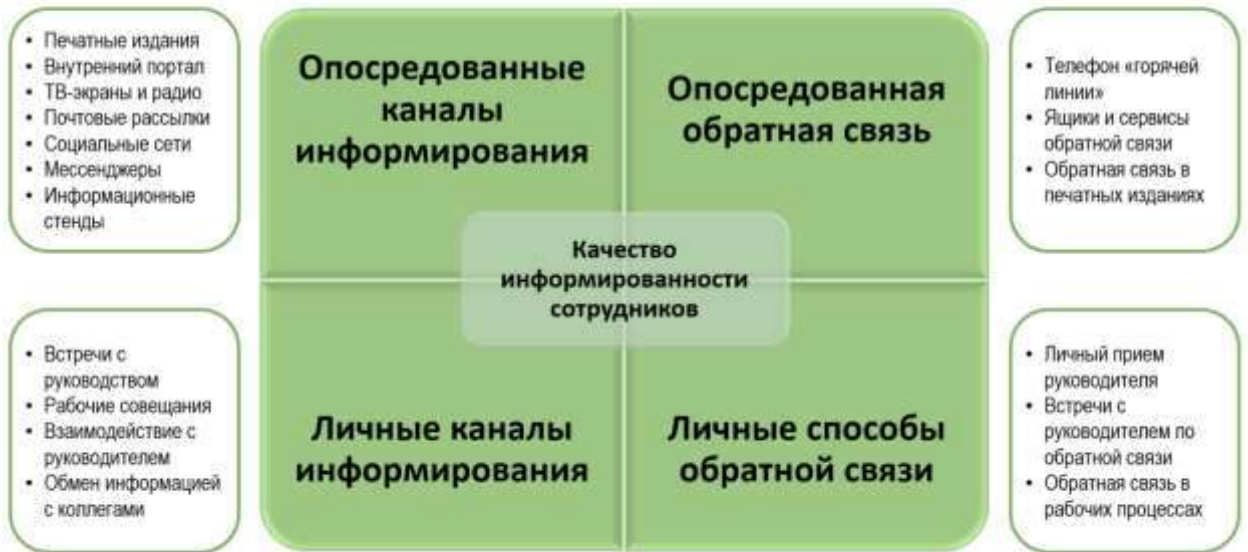 • Печатные издания
• Внутренний портал
• ТВ-экраны и радио
• Почтовые рассылки
• Социальные сети
• Мессенджеры
• Информационные
стенды
Опосредованные
каналы
информирования
Опосредованная
обратная связь
• Телефон «горячей
линии»
• Ящики и сервисы
обратной связи
• Обратная связь в
печатных изданиях
Качество
информированности
сотрудников
• Встречи с
руководством
• Рабочие совещания
• Взаимодействие с
руководителем
• Обмен информацией
с коллегами
Личные каналы
информирования
Личные способы
обратной связи
• Личный прием
руководителя
• Встречи с
руководителем по
обратной связи
• Обратная связь в
рабочих процессах